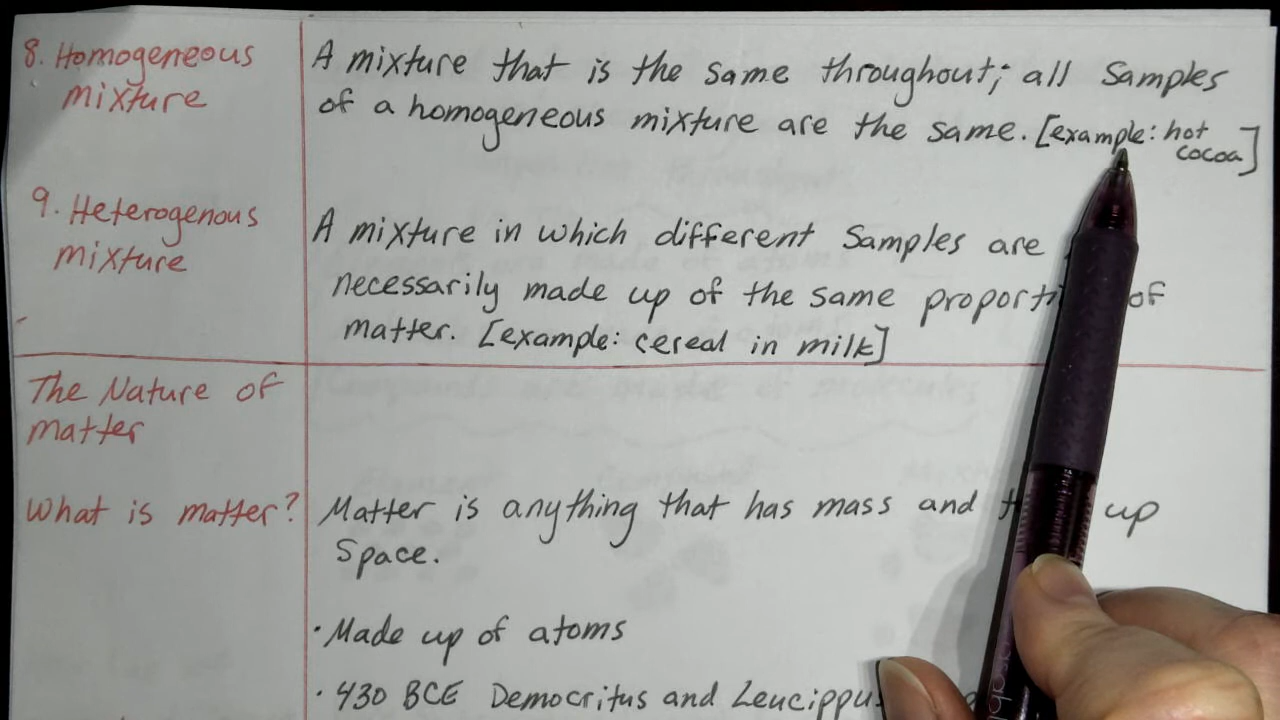 8. Homogeneous
mixture
A mixture that is the same throughout; all Samples
of a homogeneous mixture are the same. [example: hot
cocoa]
9. Heterogenous
mixture
A mixture in which different Samples are
necessarily made up of the same of
matter. [example: cereal in milk]
The Nature of
matter
What is matter?
Matter is anything that has mass and up
Space.
• Made up of atoms
• 430 BCE Democritus and Leucippus